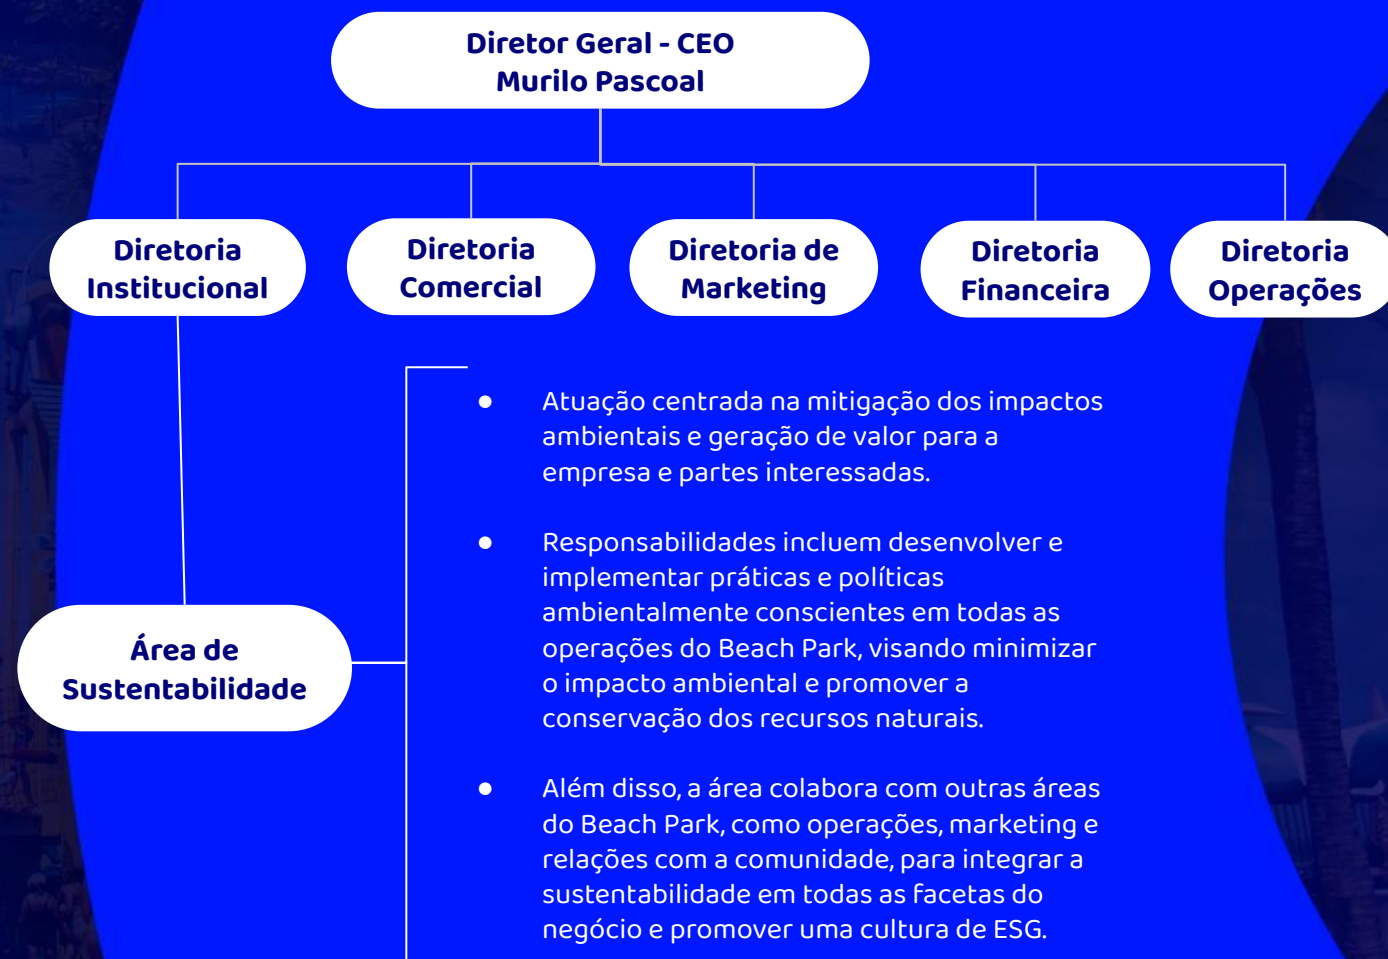 Diretor Geral - CEO
Murilo Pascoal
Diretoria
Institucional
Diretoria
Comercial
Diretoria de
Marketing
Diretoria
Financeira
Diretoria
Operações
Área de
Sustentabilidade
● Atuação centrada na mitigação dos impactos
ambientais e geração de valor para a
empresa e partes interessadas.
● Responsabilidades incluem desenvolver e
implementar práticas e políticas
ambientalmente conscientes em todas as
operações do Beach Park, visando minimizar
o impacto ambiental e promover a
conservação dos recursos naturais.
● Além disso, a área colabora com outras áreas
do Beach Park, como operações, marketing e
relações com a comunidade, para integrar a
sustentabilidade em todas as facetas do
negócio e promover uma cultura de ESG.